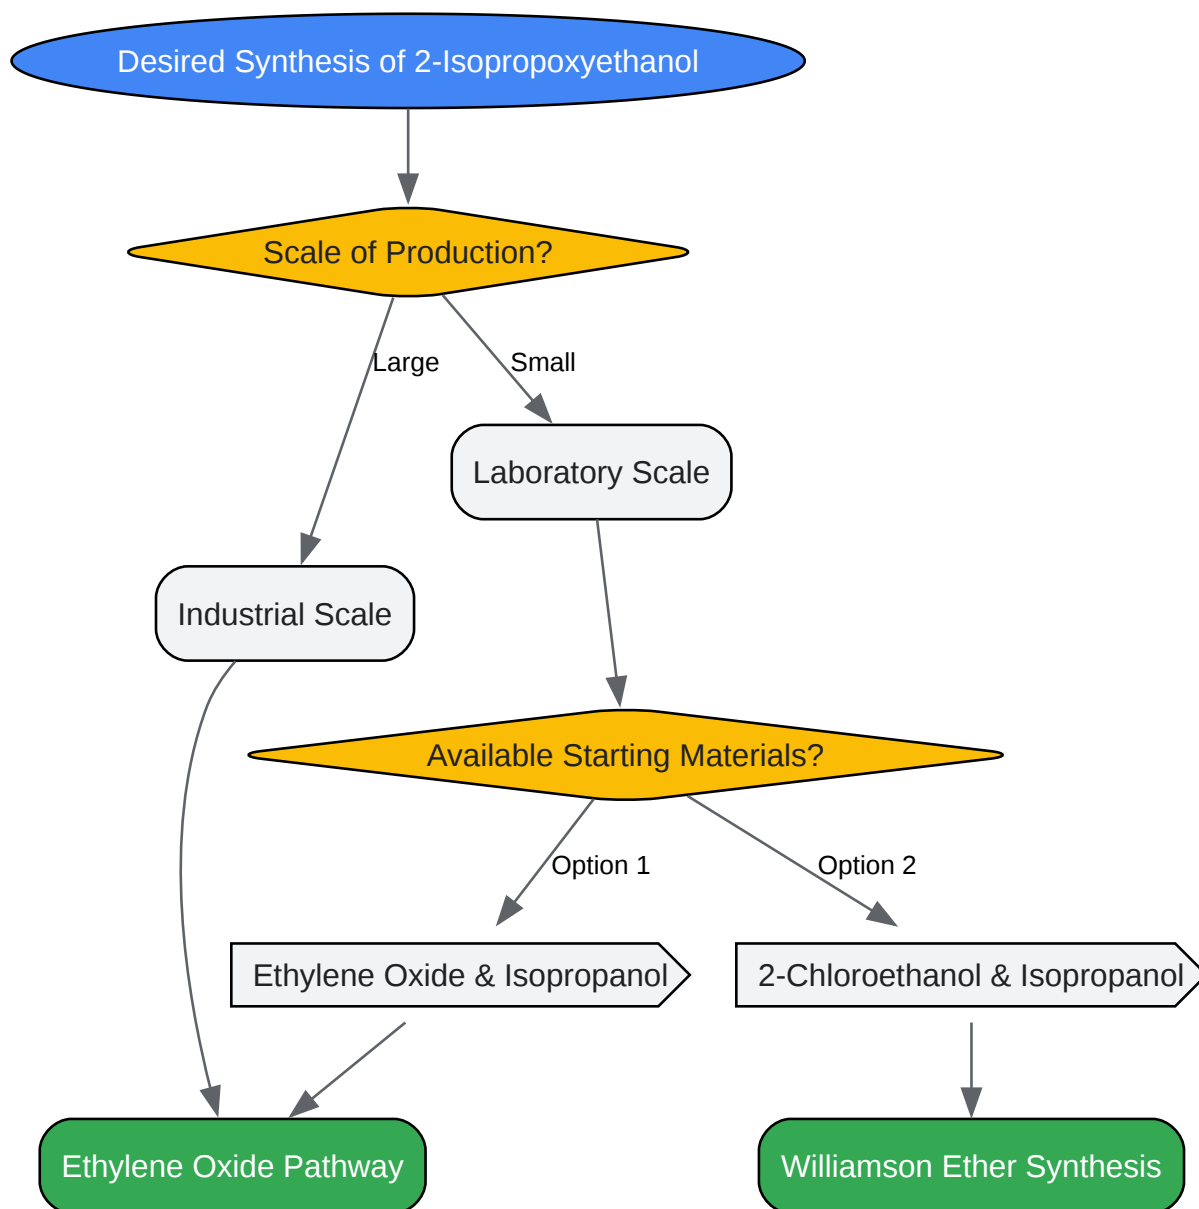 Desired Synthesis of 2-Isopropoxyethanol
Scale of Production?
Large
Small
Laboratory Scale
Industrial Scale
Available Starting Materials?
Option 1
Option 2
Ethylene Oxide & Isopropanol
2-Chloroethanol & Isopropanol
Ethylene Oxide Pathway
Williamson Ether Synthesis